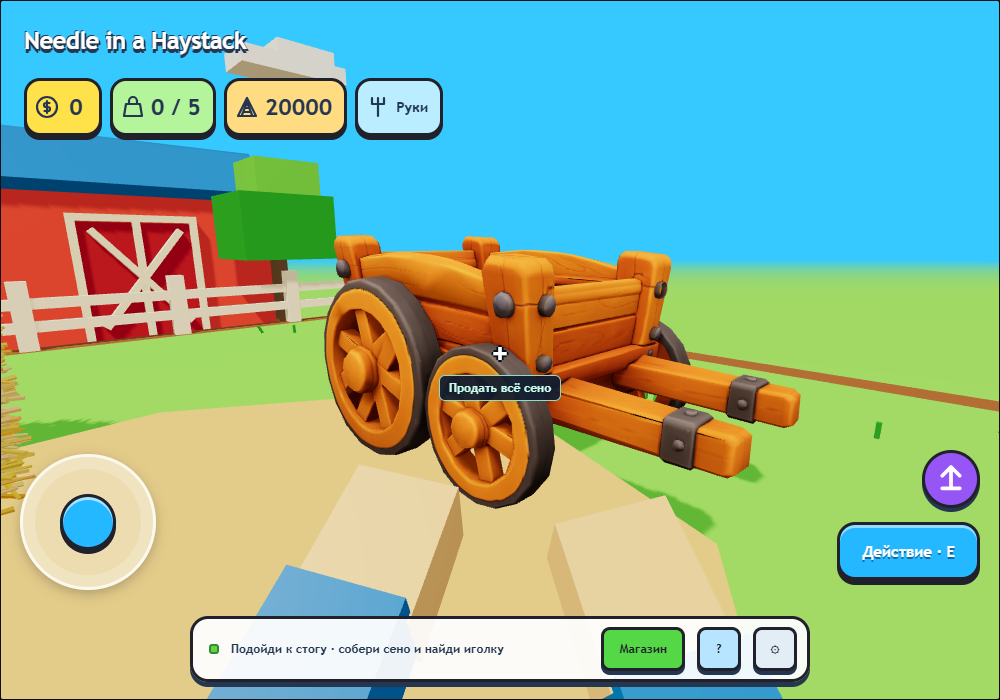 Needle in a Haystack
0
0 / 5
20000
Руки
Продать всё сено
Действие · E
Подойди к стогу · собери сено и найди иголку
Магазин
?